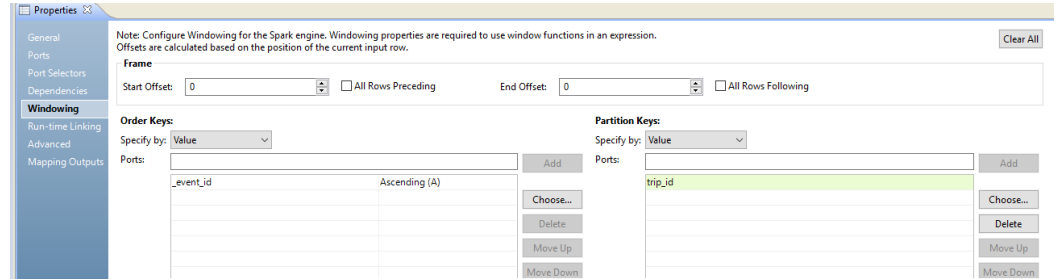 Properties
General
Ports
Port Selectors
Dependencies
Windowing
Run-time Linking
Advanced
Mapping Outputs
Note: Configure Windowing for the Spark engine. Windowing properties are required to use window functions in an expression.
Offsets are calculated based on the position of the current input row.
Clear All
Frame
Start Offset: 0 All Rows Preceding End Offset: 0 All Rows Following
Order Keys: Partition Keys:
Specify by: Value Specify by: Value
Ports: Add Ports: Add
_event_id Ascending (A) trip_id
Choose... Choose...
Delete Delete
Move Up Move Up
Move Down Move Down